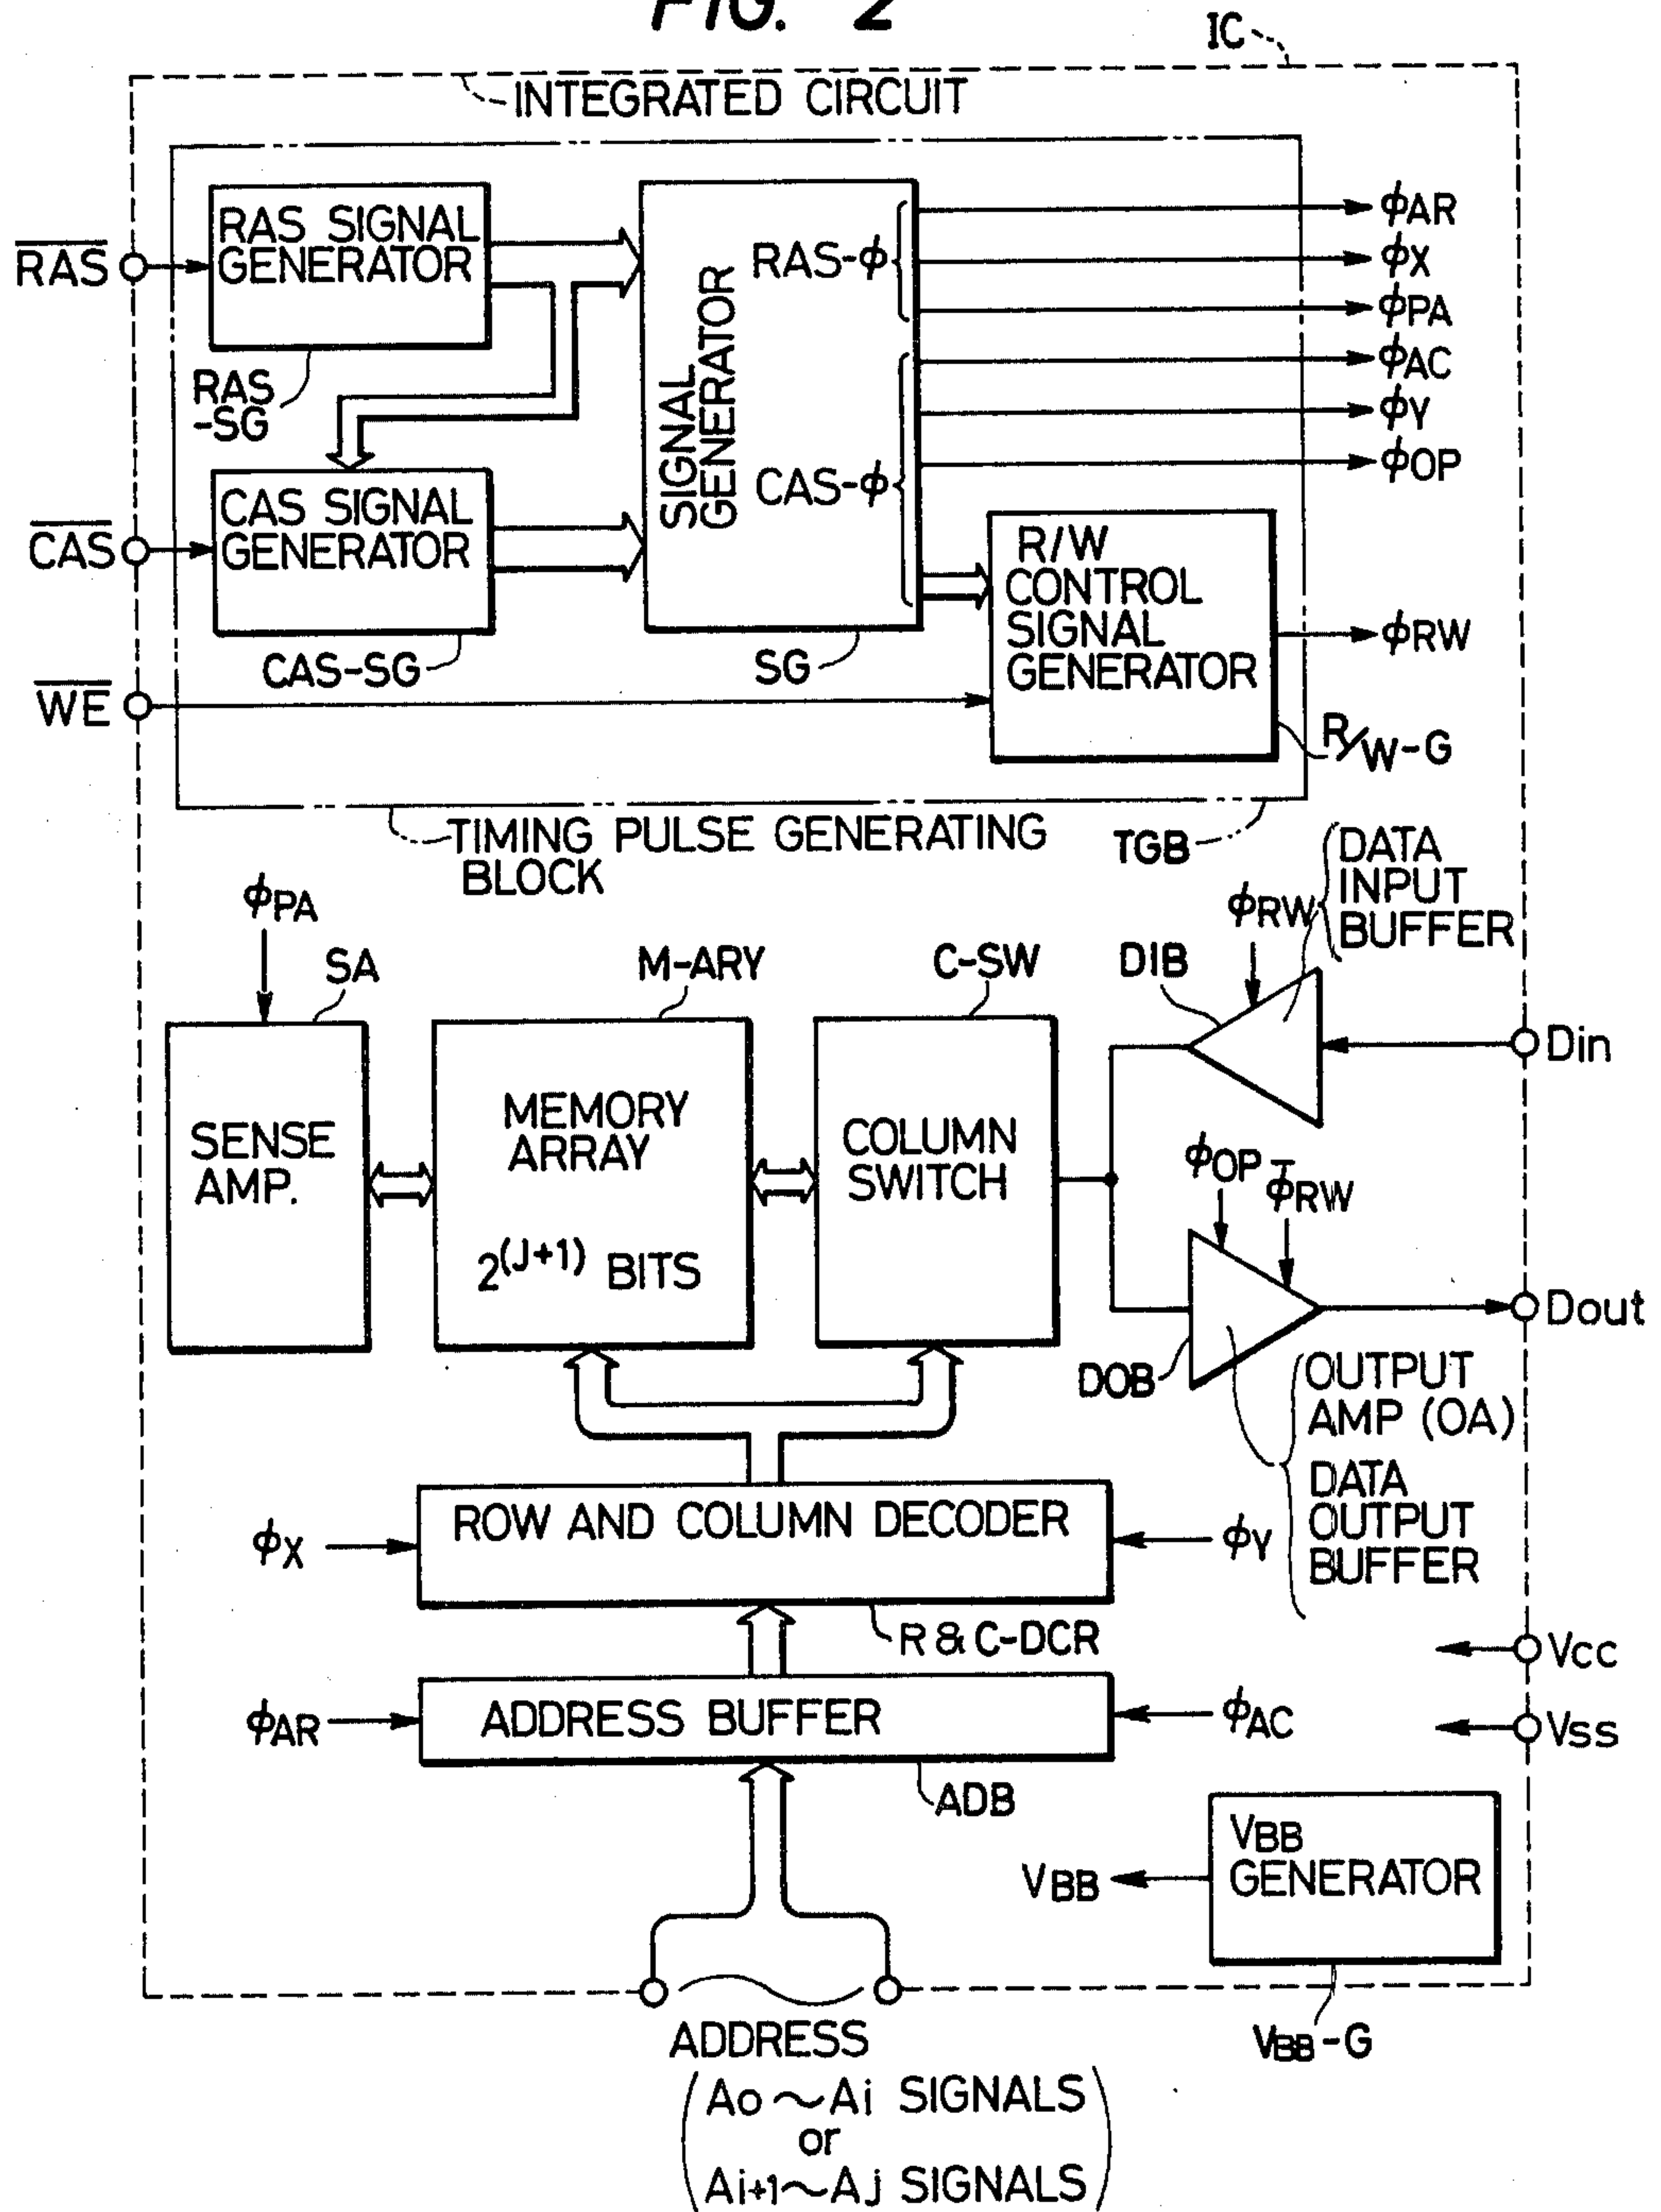 FIG. 2
IC
INTEGRATED CIRCUIT
RAS SIGNAL
GENERATOR
R̅A̅S̅
RAS
-SG
SIGNAL
GENERATOR
RAS-ϕ
CAS-ϕ
ϕAR
ϕX
ϕPA
ϕAC
ϕY
ϕOP
CAS SIGNAL
GENERATOR
C̅A̅S̅
CAS-SG
SG
R/W
CONTROL
SIGNAL
GENERATOR
ϕRW
W̅E̅
R/W-G
TIMING PULSE GENERATING
BLOCK
TGB
DATA
INPUT
BUFFER
ϕPA
SA
M-ARY
C-SW
DIB
ϕRW
Din
SENSE
AMP.
MEMORY
ARRAY
2(J+1) BITS
COLUMN
SWITCH
ϕOP
ϕ̅RW
Dout
DOB
OUTPUT
AMP (OA)
DATA
OUTPUT
BUFFER
ϕX
ROW AND COLUMN DECODER
ϕY
R & C-DCR
Vcc
ϕAR
ADDRESS BUFFER
ϕAC
Vss
ADB
VBB
VBB
GENERATOR
VBB-G
ADDRESS
(Ao~Ai SIGNALS
or
Ai+1~Aj SIGNALS)